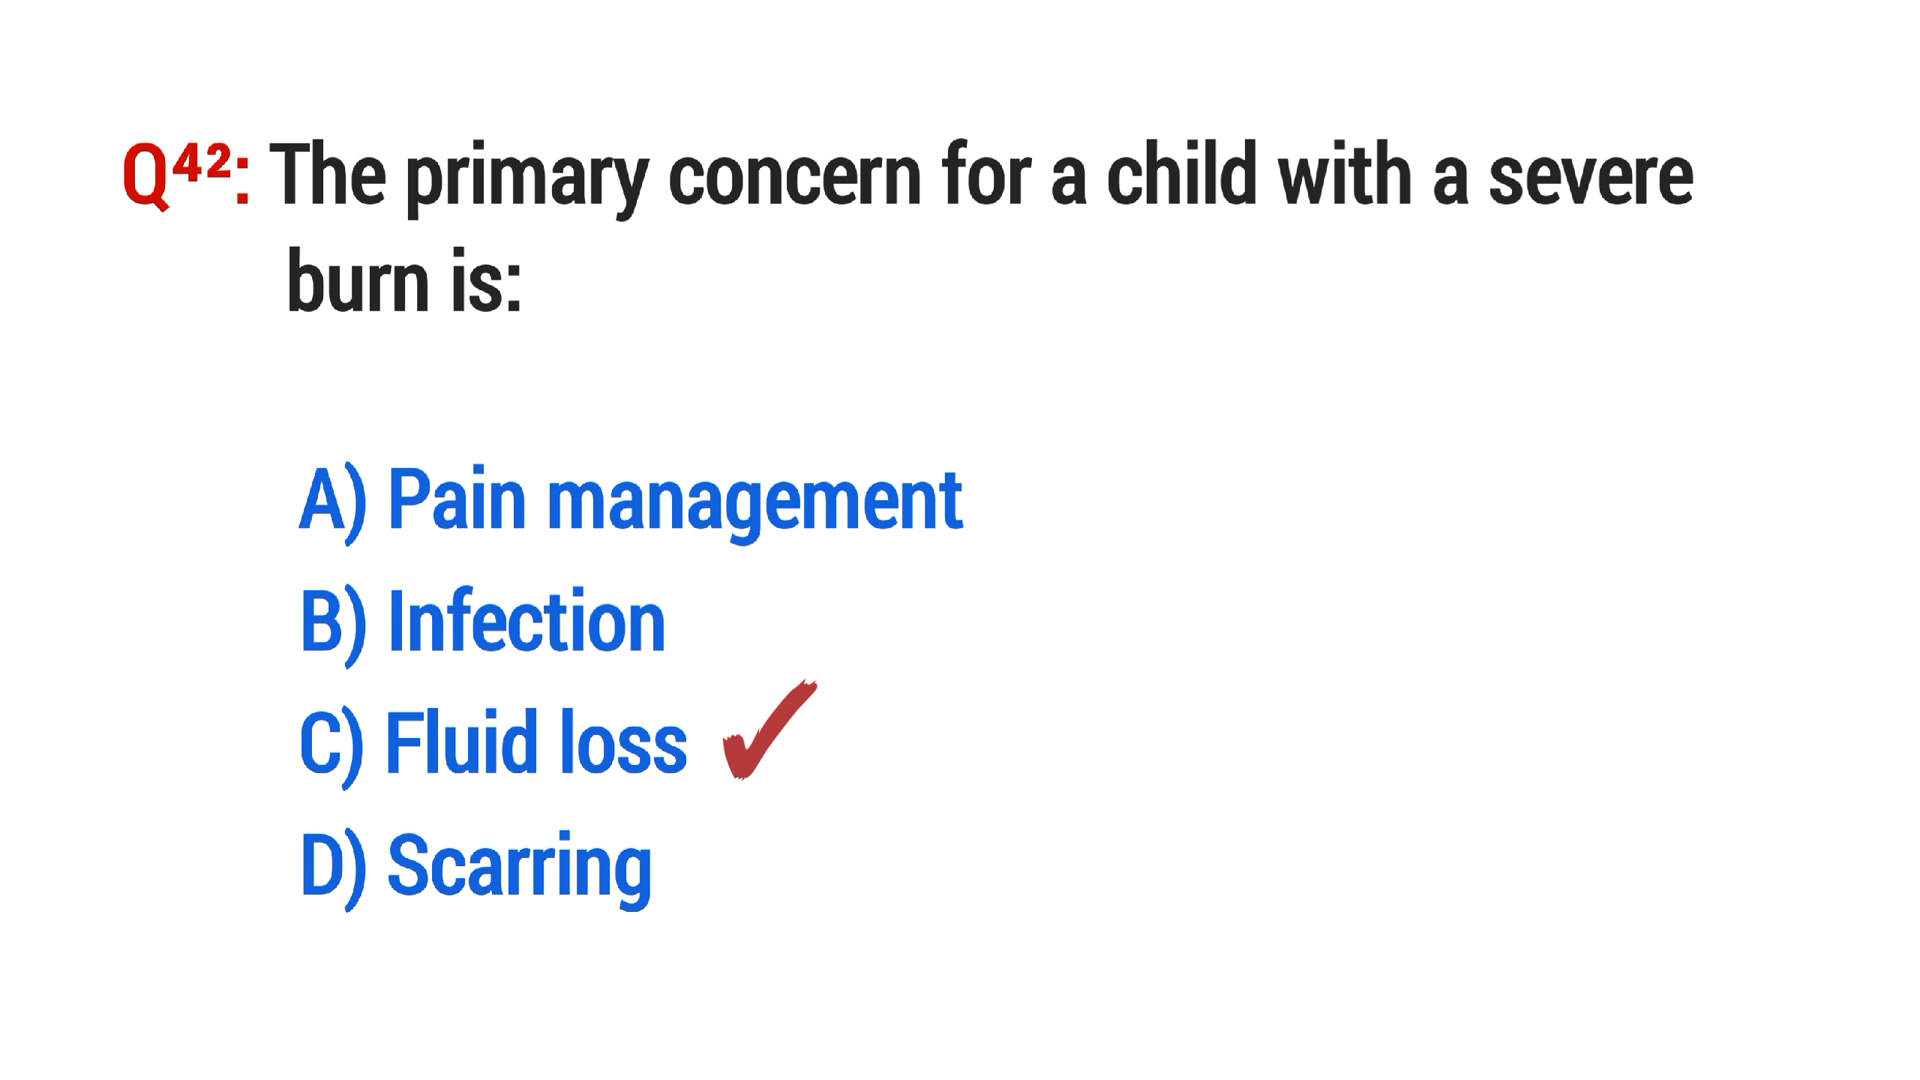 Q⁴²: The primary concern for a child with a severe
burn is:
A) Pain management
B) Infection
C) Fluid loss
D) Scarring